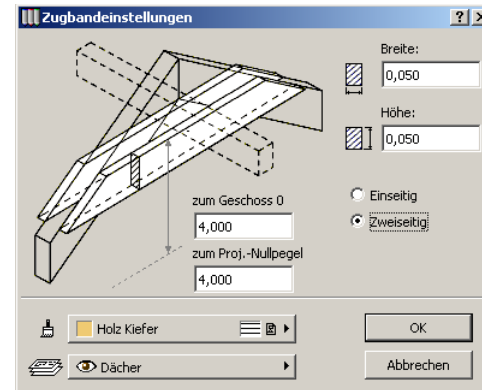 Zugbandeinstellungen
Breite:
0,050
Höhe:
0,050
zum Geschoss 0
4,000
zum Proj.-Nullpegel
4,000
Einseitig
Zweiseitig
Holz Kiefer
OK
Dächer
Abbrechen